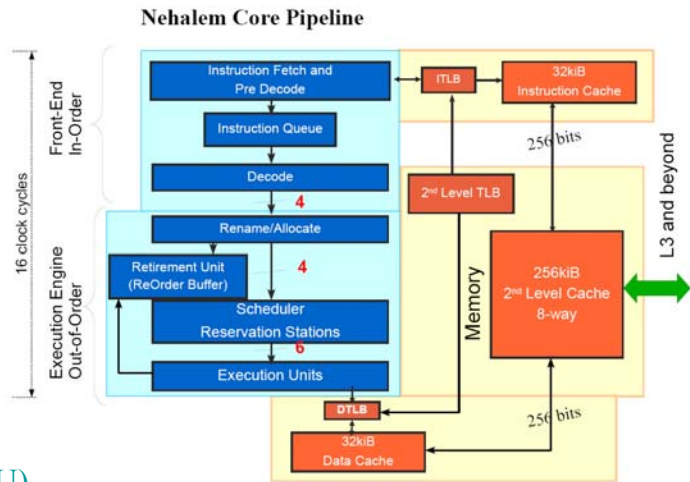 Nehalem Core Pipeline
16 clock cycles
Front-End
In-Order
Instruction Fetch and
Pre Decode
Instruction Queue
Decode
4
ITLB
32kiB
Instruction Cache
256 bits
2nd Level TLB
Execution Engine
Out-of-Order
Rename/Allocate
Retirement Unit
(ReOrder Buffer)
4
Scheduler
Reservation Stations
6
Execution Units
Memory
256kiB
2nd Level Cache
8-way
L3 and beyond
DTLB
32kiB
Data Cache
256 bits
U)